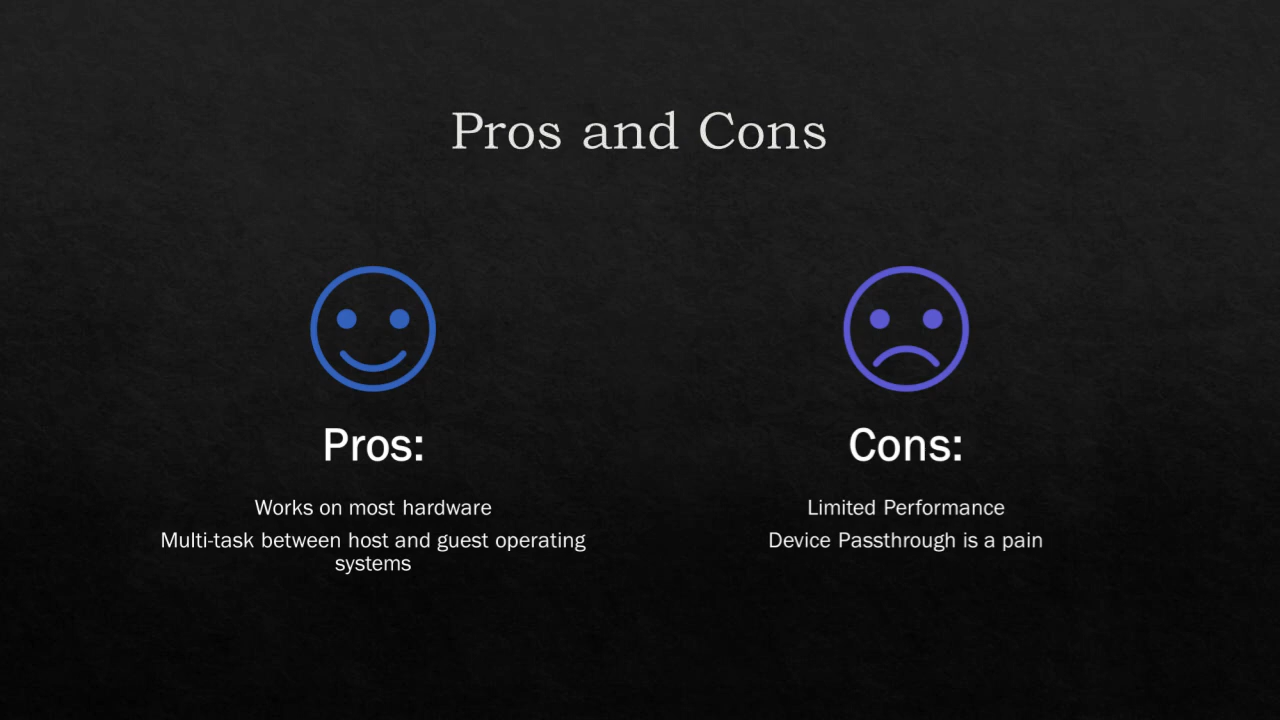 Pros and Cons
Pros:
Works on most hardware
Multi-task between host and guest operating
systems
Cons:
Limited Performance
Device Passthrough is a pain